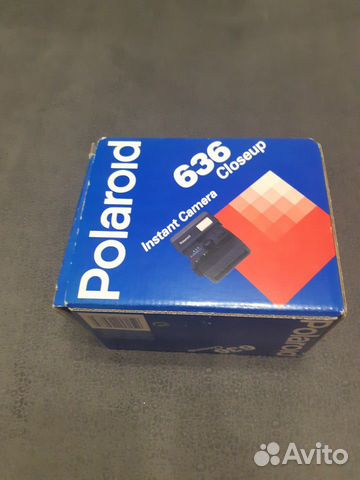 Polaroid
636
Closeup
Instant Camera
Polaroid
636
Avito